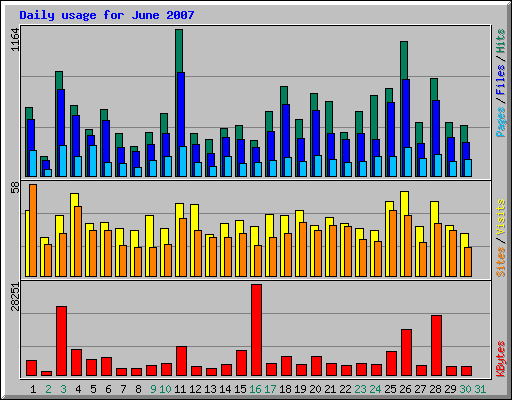 Daily usage for June 2007
1164
Pages / Files / Hits
58
Sites / Visits
28251
KBytes
1 2 3 4 5 6 7 8 9 10 11 12 13 14 15 16 17 18 19 20 21 22 23 24 25 26 27 28 29 30 31